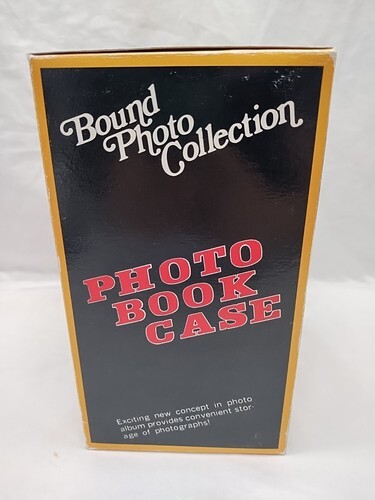 Bound
Photo
Collection
PHOTO
BOOK
CASE
Exciting new concept in photo
album provides convenient stor-
age of photographs!